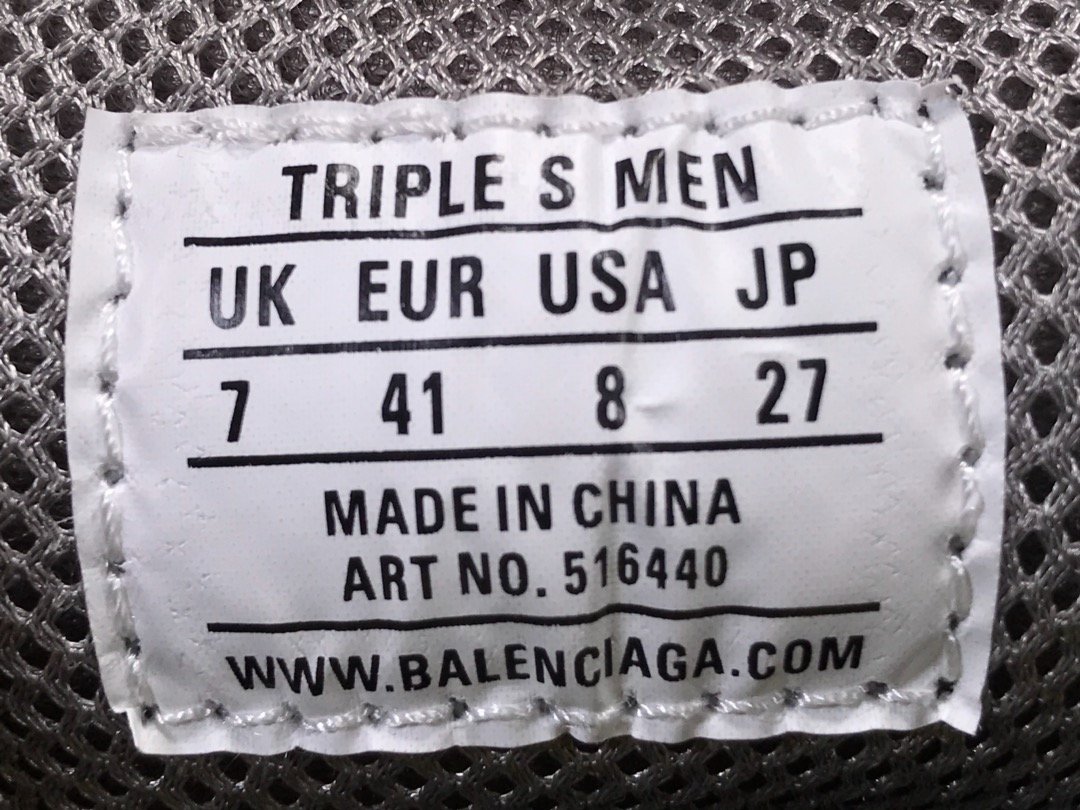 TRIPLE S MEN
UK EUR USA JP
7 41 8 27
MADE IN CHINA
ART NO. 516440
WWW.BALENCIAGA.COM